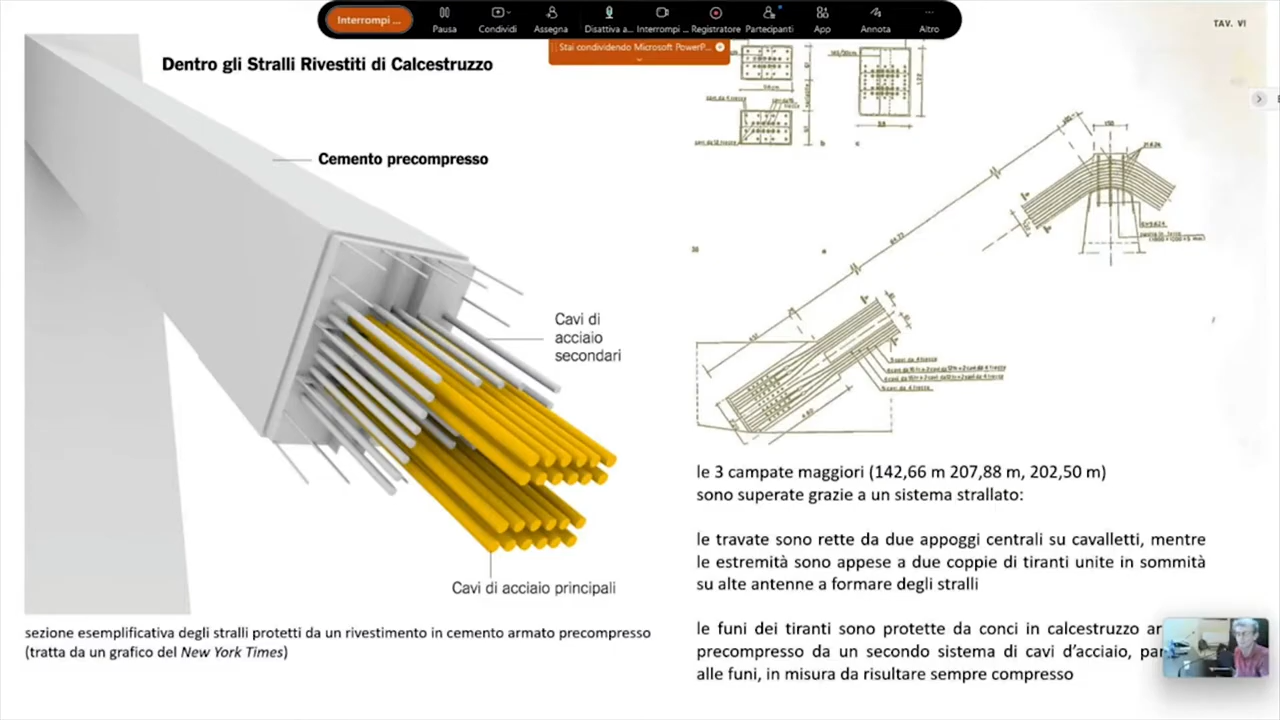 Interrompi ...
Pausa
Condividi
Assegna
Disattiva a...
Interrompi ...
Registratore
Partecipanti
App
Annota
Altro
Stai condividendo Microsoft PowerP...
TAV. VI
Dentro gli Stralli Rivestiti di Calcestruzzo
Cemento precompresso
Cavi di
acciaio
secondari
Cavi di acciaio principali
sezione esemplificativa degli stralli protetti da un rivestimento in cemento armato precompresso
(tratta da un grafico del New York Times)
le 3 campate maggiori (142,66 m 207,88 m, 202,50 m)
sono superate grazie a un sistema strallato:
le travate sono rette da due appoggi centrali su cavalletti, mentre
le estremità sono appese a due coppie di tiranti unite in sommità
su alte antenne a formare degli stralli
le funi dei tiranti sono protette da conci in calcestruzzo
precompresso da un secondo sistema di cavi d'acciaio,
alle funi, in misura da risultare sempre compresso